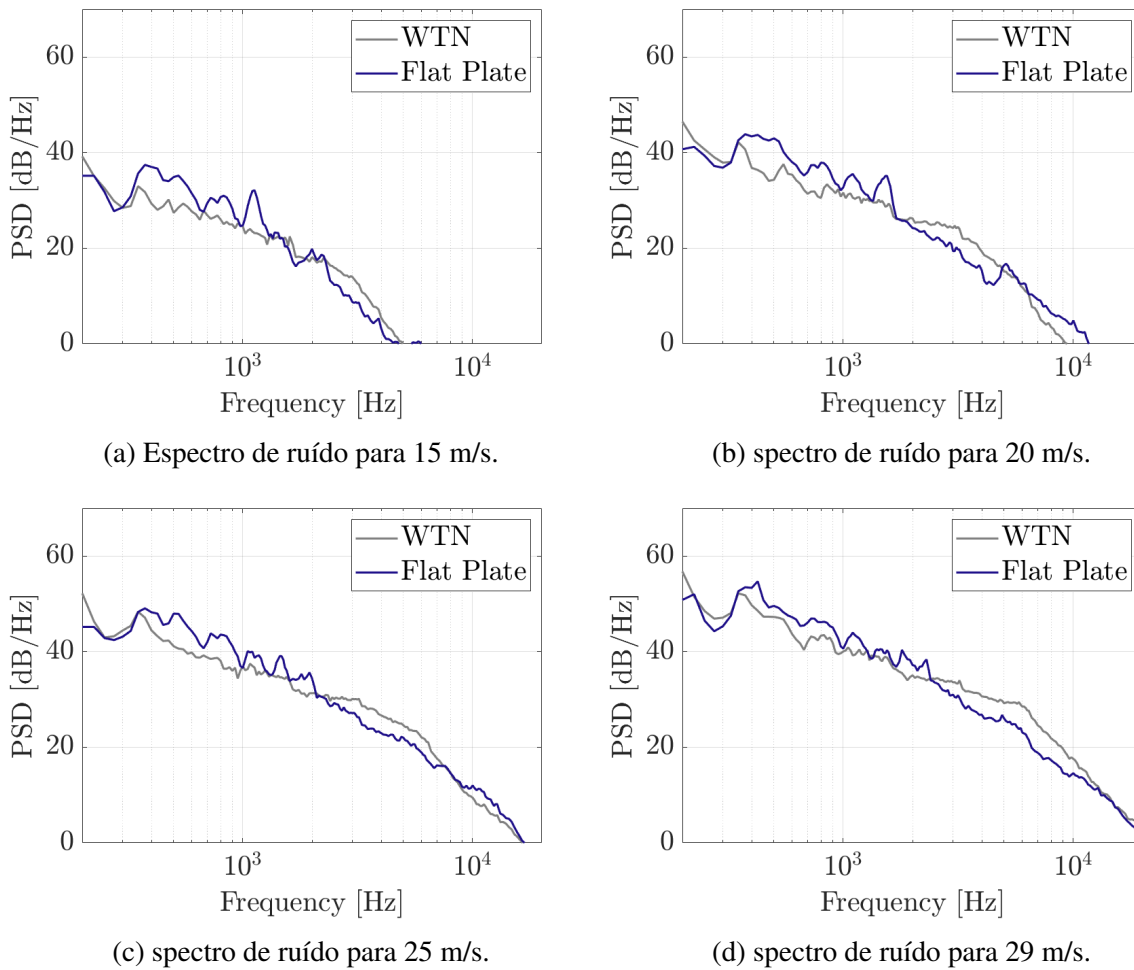 WTN
Flat Plate
60
40
20
0
PSD [dB/Hz]
10³
10⁴
Frequency [Hz]
(a) Espectro de ruído para 15 m/s.
WTN
Flat Plate
60
40
20
0
PSD [dB/Hz]
10³
10⁴
Frequency [Hz]
(b) spectro de ruído para 20 m/s.
WTN
Flat Plate
60
40
20
0
PSD [dB/Hz]
10³
10⁴
Frequency [Hz]
(c) spectro de ruído para 25 m/s.
WTN
Flat Plate
60
40
20
0
PSD [dB/Hz]
10³
10⁴
Frequency [Hz]
(d) spectro de ruído para 29 m/s.